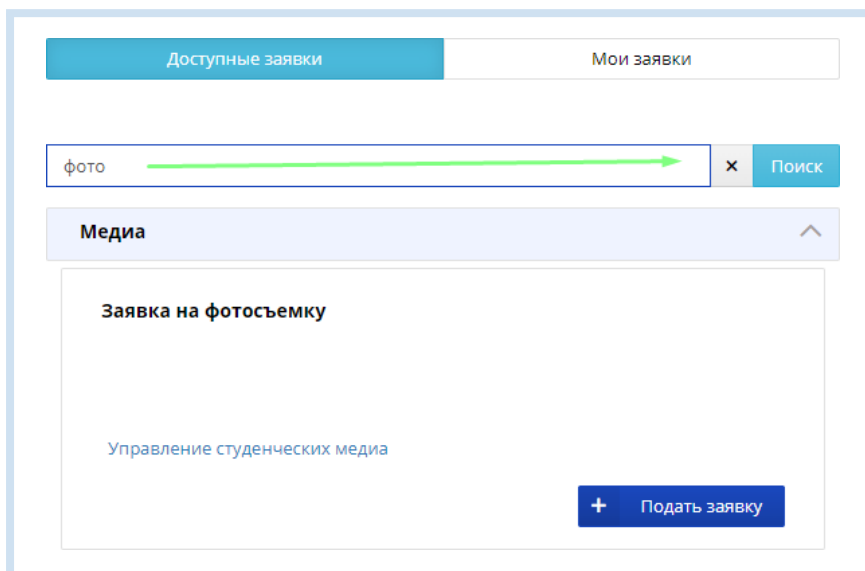 Доступные заявки
Мои заявки
фото
× Поиск
Медиа
Заявка на фотосъемку
Управление студенческих медиа
+ Подать заявку